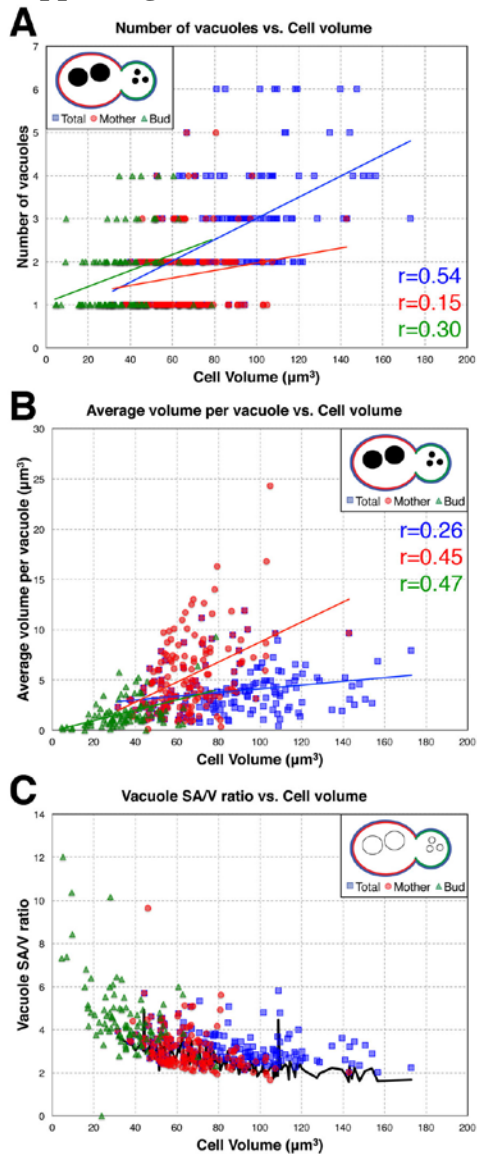 A
Number of vacuoles vs. Cell volume
7
6
5
4
3
2
1
0
Number of vacuoles
Total Mother Bud
r=0.54
r=0.15
r=0.30
0 20 40 60 80 100 120 140 160 180 200
Cell Volume (µm³)
B
Average volume per vacuole vs. Cell volume
30
25
20
15
10
5
0
Average volume per vacuole (µm³)
Total Mother Bud
r=0.26
r=0.45
r=0.47
0 20 40 60 80 100 120 140 160 180 200
Cell Volume (µm³)
C
Vacuole SA/V ratio vs. Cell volume
14
12
10
8
6
4
2
0
Vacuole SA/V ratio
Total Mother Bud
0 20 40 60 80 100 120 140 160 180 200
Cell Volume (µm³)